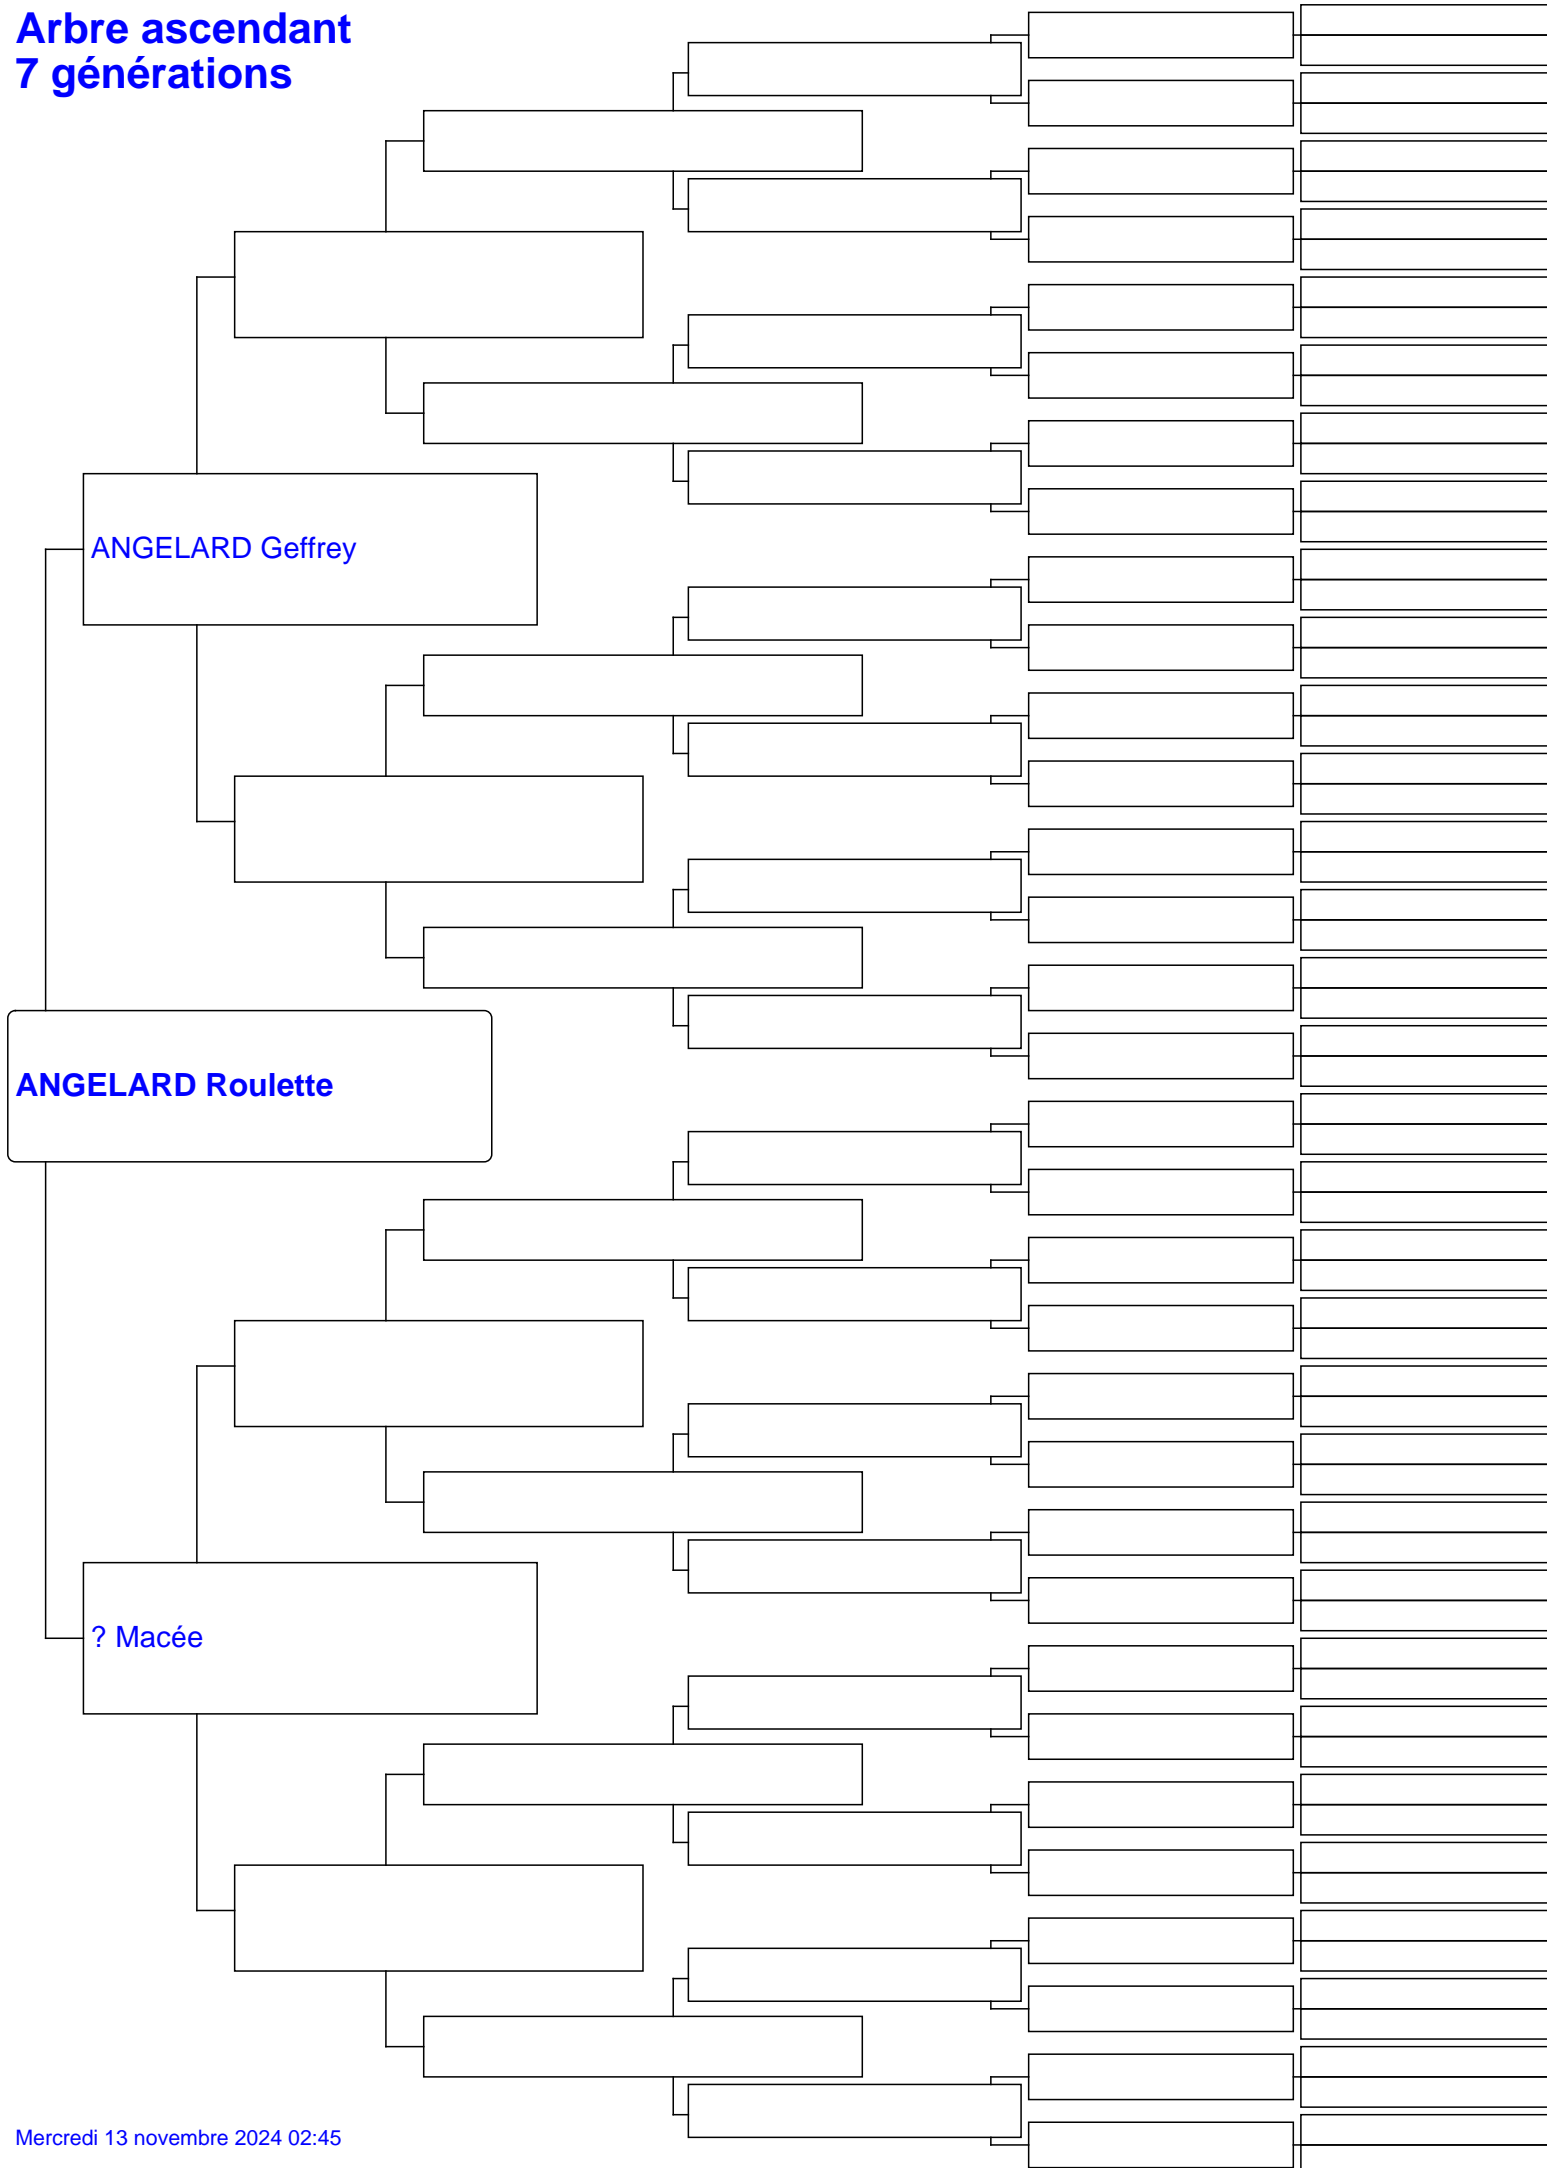 Arbre ascendant
7 générations
ANGELARD Geffrey
ANGELARD Roulette
? Macée
Mercredi 13 novembre 2024 02:45